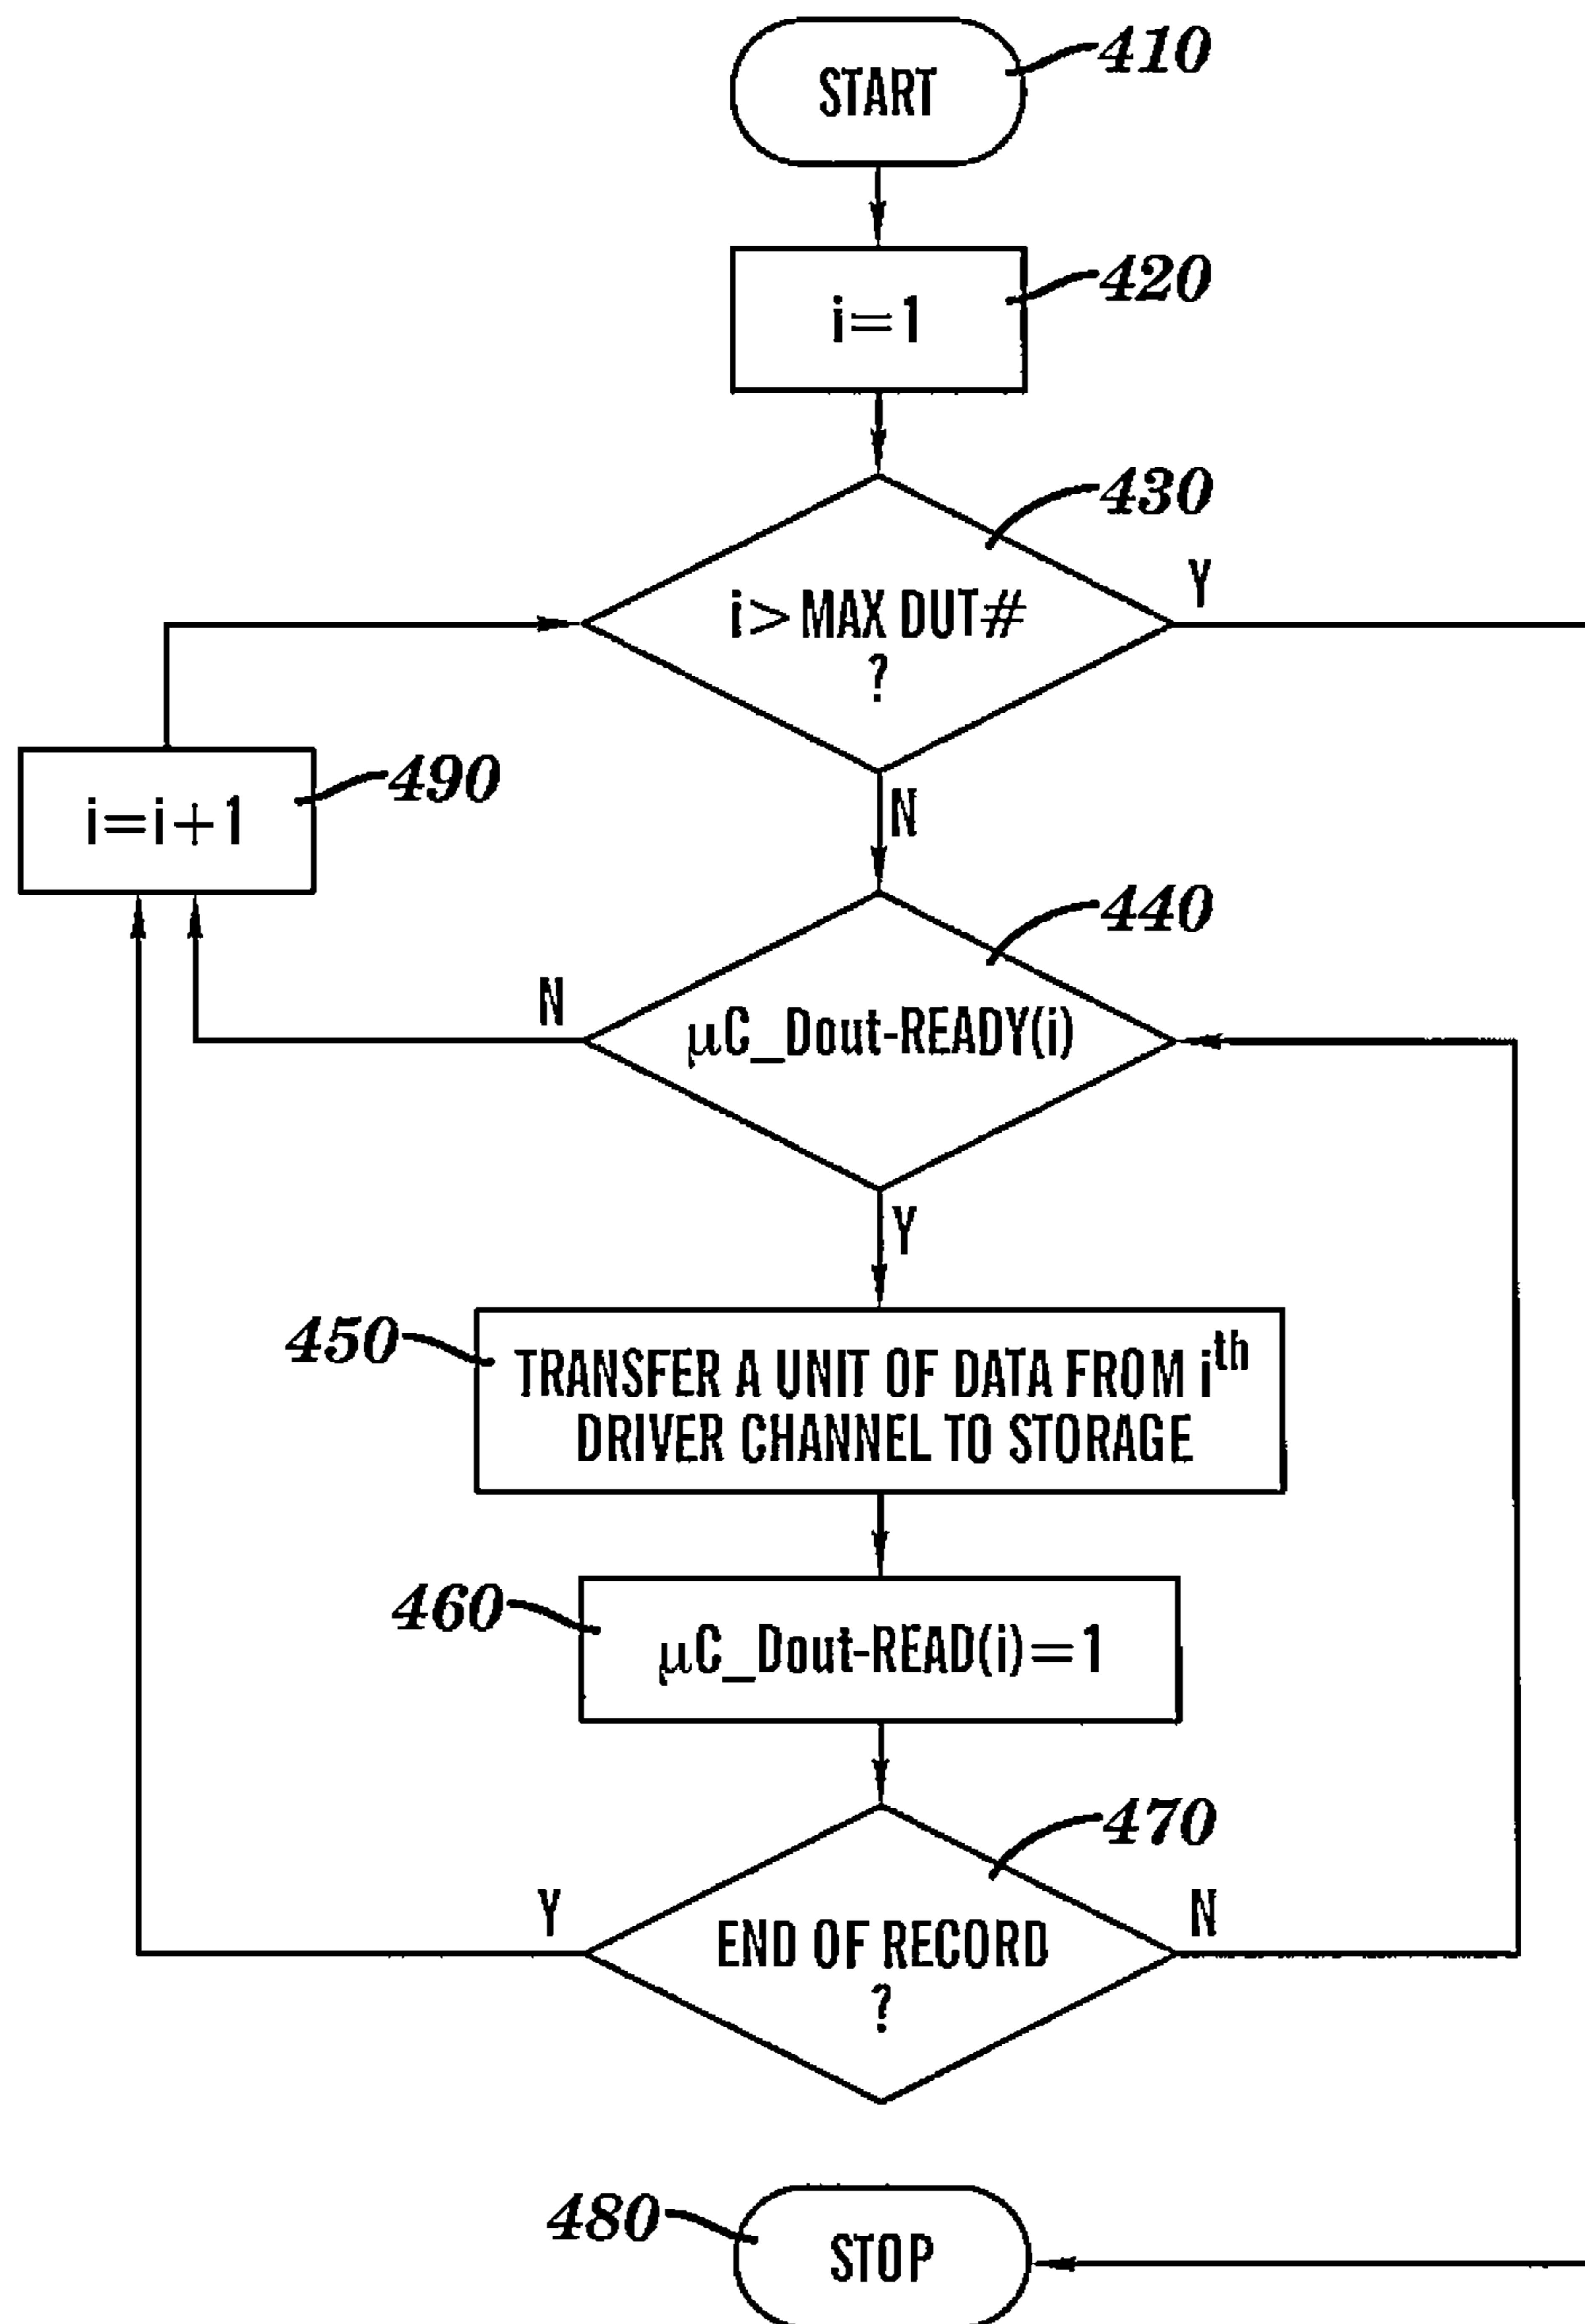 START
410
i=1
420
430
i>MAX DUT#
?
Y
N
i=i+1
490
440
N
µC_Dout-READY(i)
Y
450
TRANSFER A UNIT OF DATA FROM ith
DRIVER CHANNEL TO STORAGE
460
µC_Dout-READ(i)=1
470
Y
END OF RECORD
?
N
480
STOP